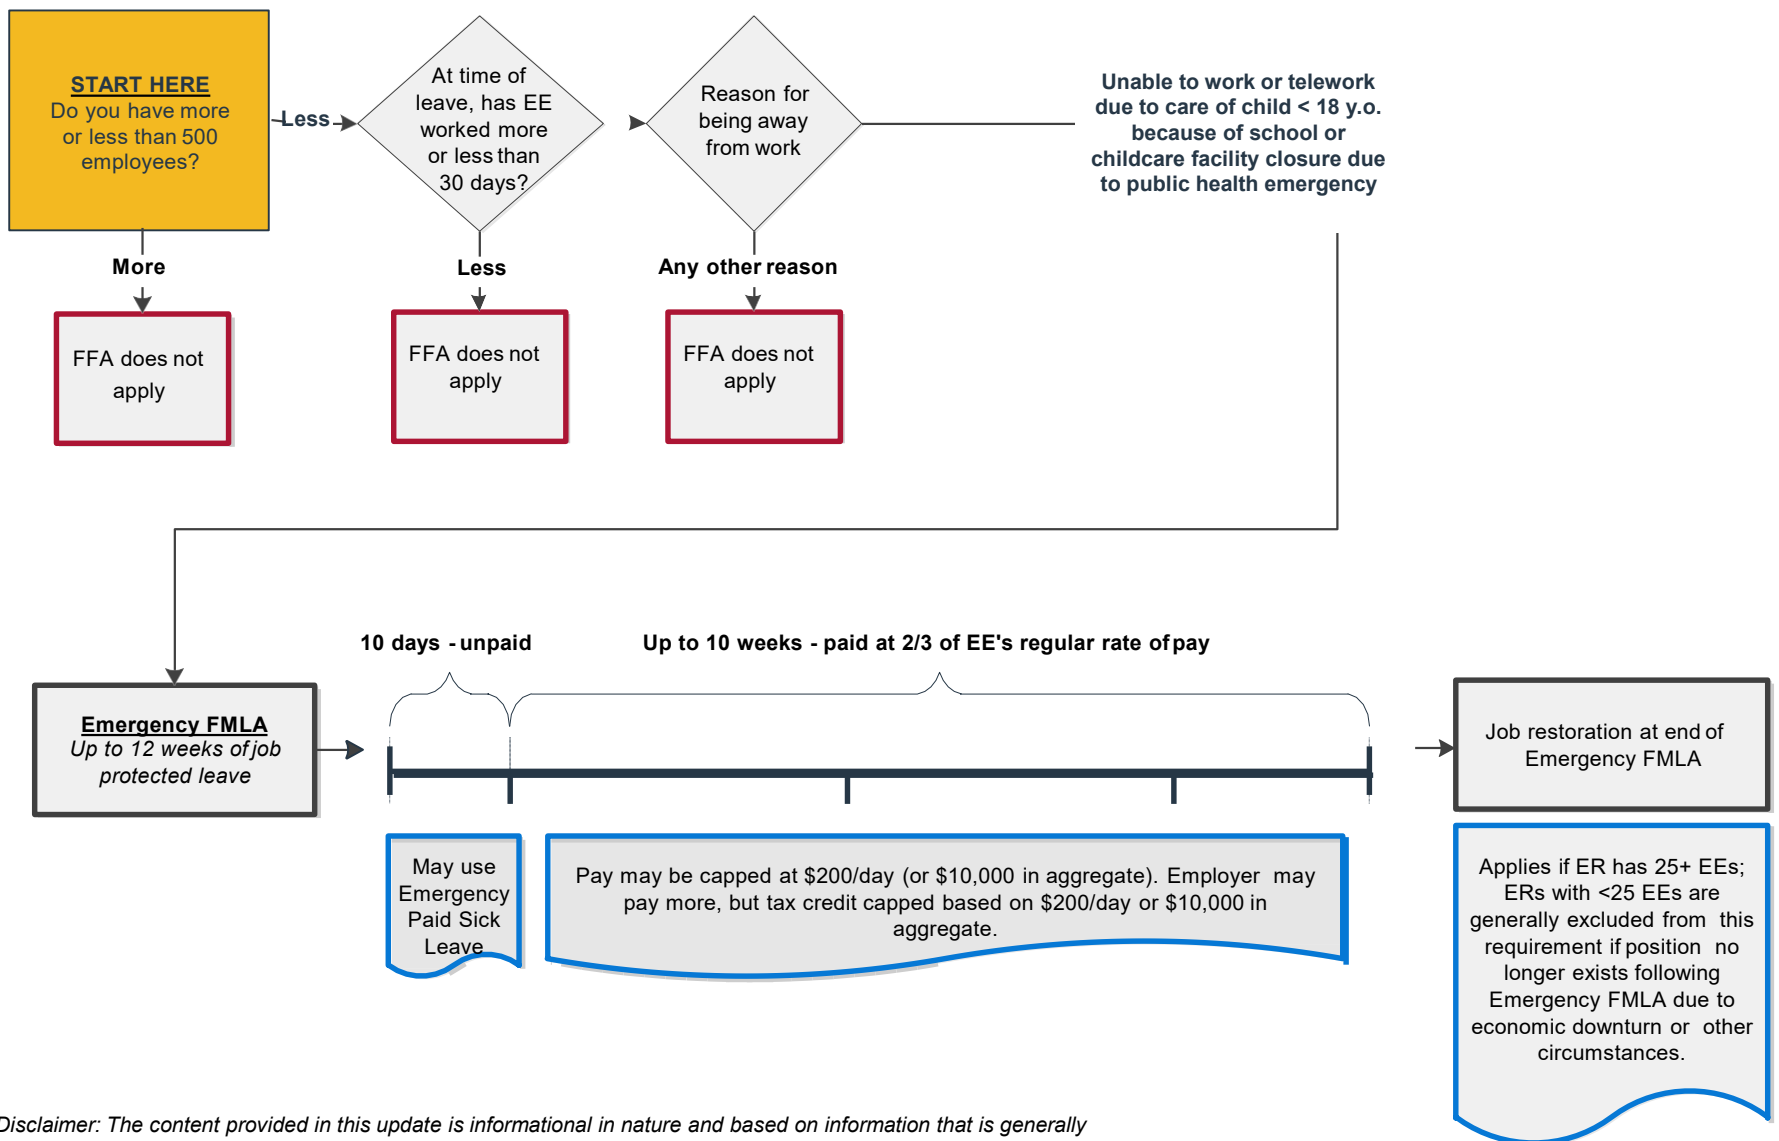 START HERE
Do you have more
or less than 500
employees?
Less
At time of
leave, has EE
worked more
or less than
30 days?
Reason for
being away
from work
Unable to work or telework
due to care of child < 18 y.o.
because of school or
childcare facility closure due
to public health emergency
More
Less
Any other reason
FFA does not
apply
FFA does not
apply
FFA does not
apply
10 days - unpaid
Up to 10 weeks - paid at 2/3 of EE's regular rate of pay
Emergency FMLA
Up to 12 weeks of job
protected leave
Job restoration at end of
Emergency FMLA
May use
Emergency
Paid Sick
Leave
Pay may be capped at $200/day (or $10,000 in aggregate). Employer may
pay more, but tax credit capped based on $200/day or $10,000 in
aggregate.
Applies if ER has 25+ EEs;
ERs with <25 EEs are
generally excluded from this
requirement if position no
longer exists following
Emergency FMLA due to
economic downturn or other
circumstances.
Disclaimer: The content provided in this update is informational in nature and based on information that is generally